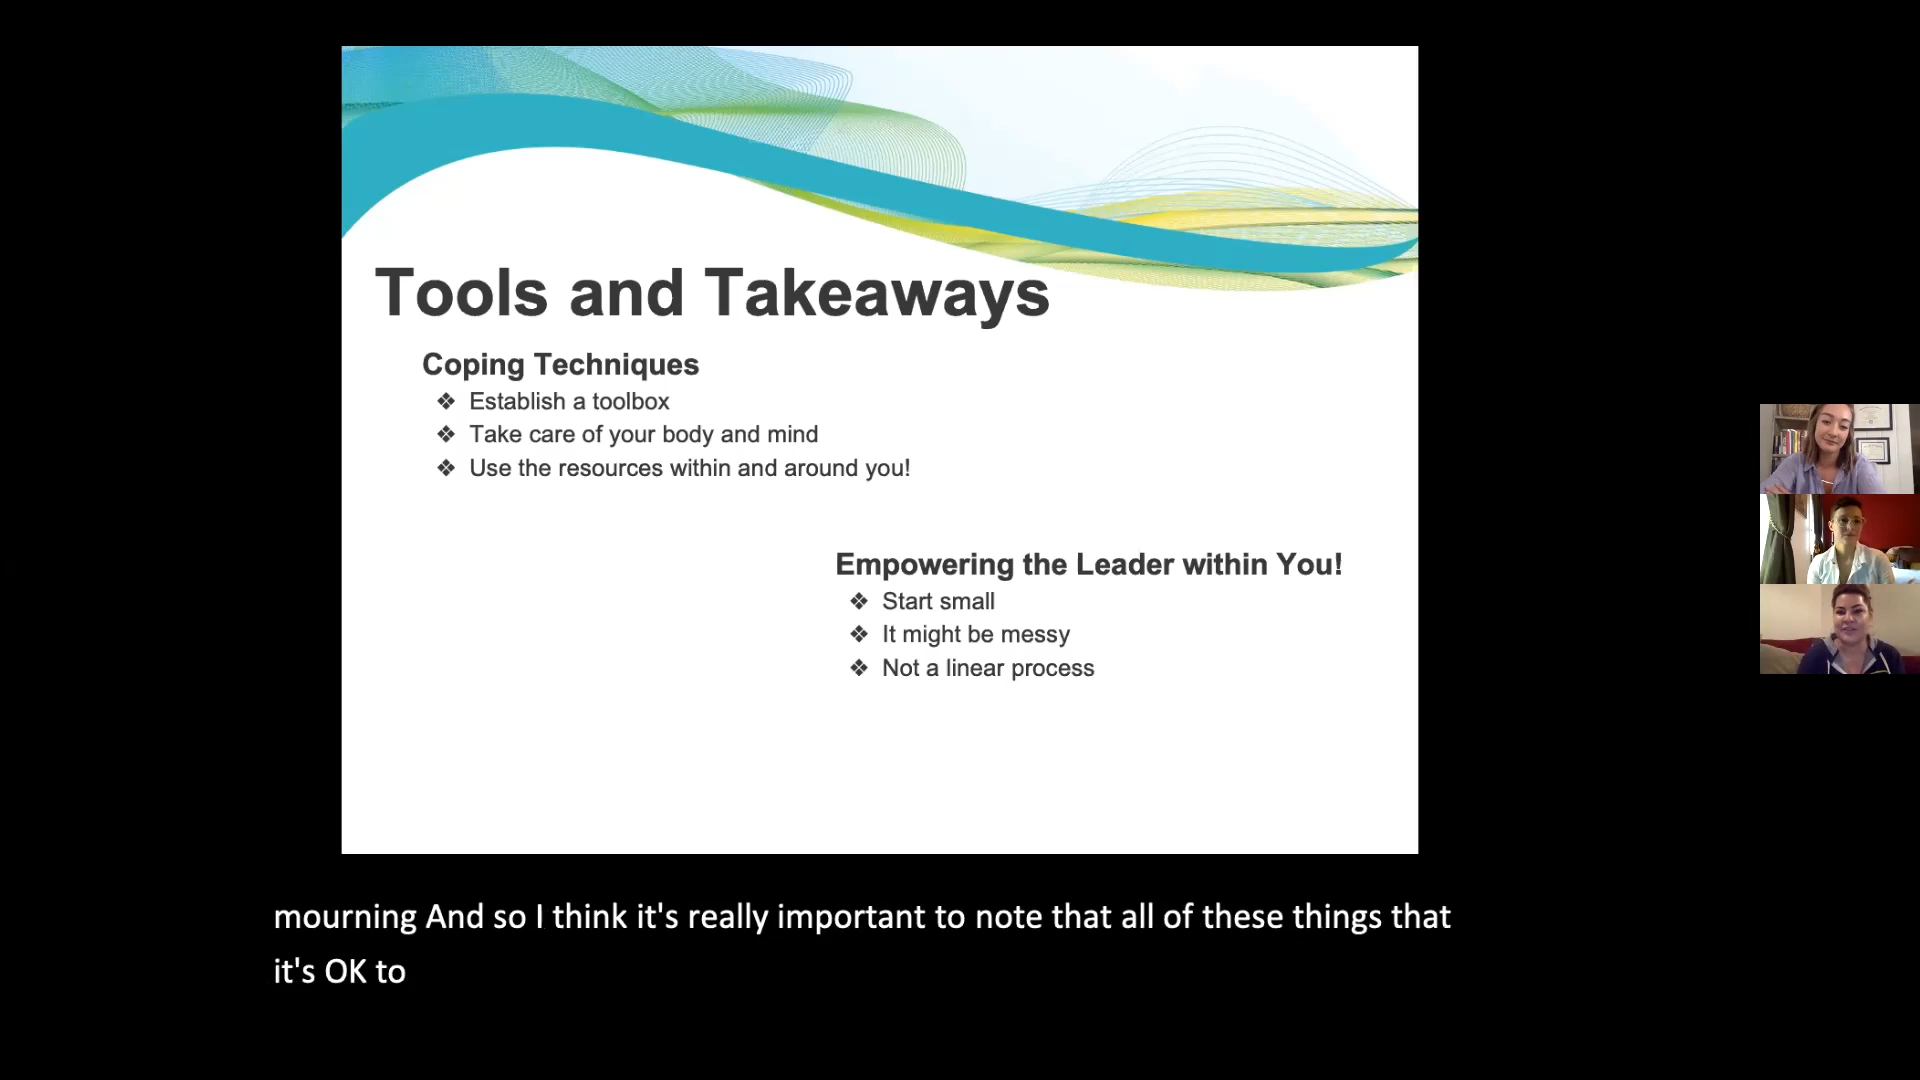 Tools and Takeaways
Coping Techniques
❖ Establish a toolbox
❖ Take care of your body and mind
❖ Use the resources within and around you!
Empowering the Leader within You!
❖ Start small
❖ It might be messy
❖ Not a linear process
mourning And so I think it's really important to note that all of these things that
it's OK to